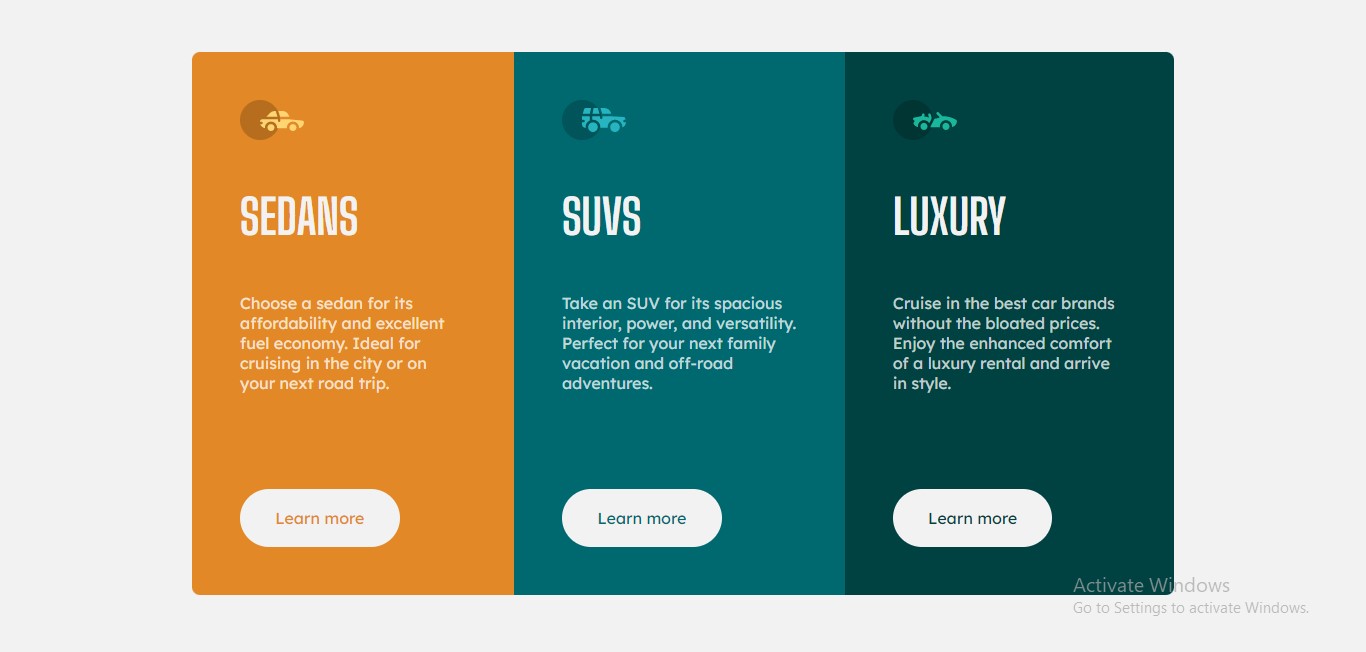 SEDANS
Choose a sedan for its
affordability and excellent
fuel economy. Ideal for
cruising in the city or on
your next road trip.
Learn more
SUVS
Take an SUV for its spacious
interior, power, and versatility.
Perfect for your next family
vacation and off-road
adventures.
Learn more
LUXURY
Cruise in the best car brands
without the bloated prices.
Enjoy the enhanced comfort
of a luxury rental and arrive
in style.
Learn more
Activate Windows
Go to Settings to activate Windows.